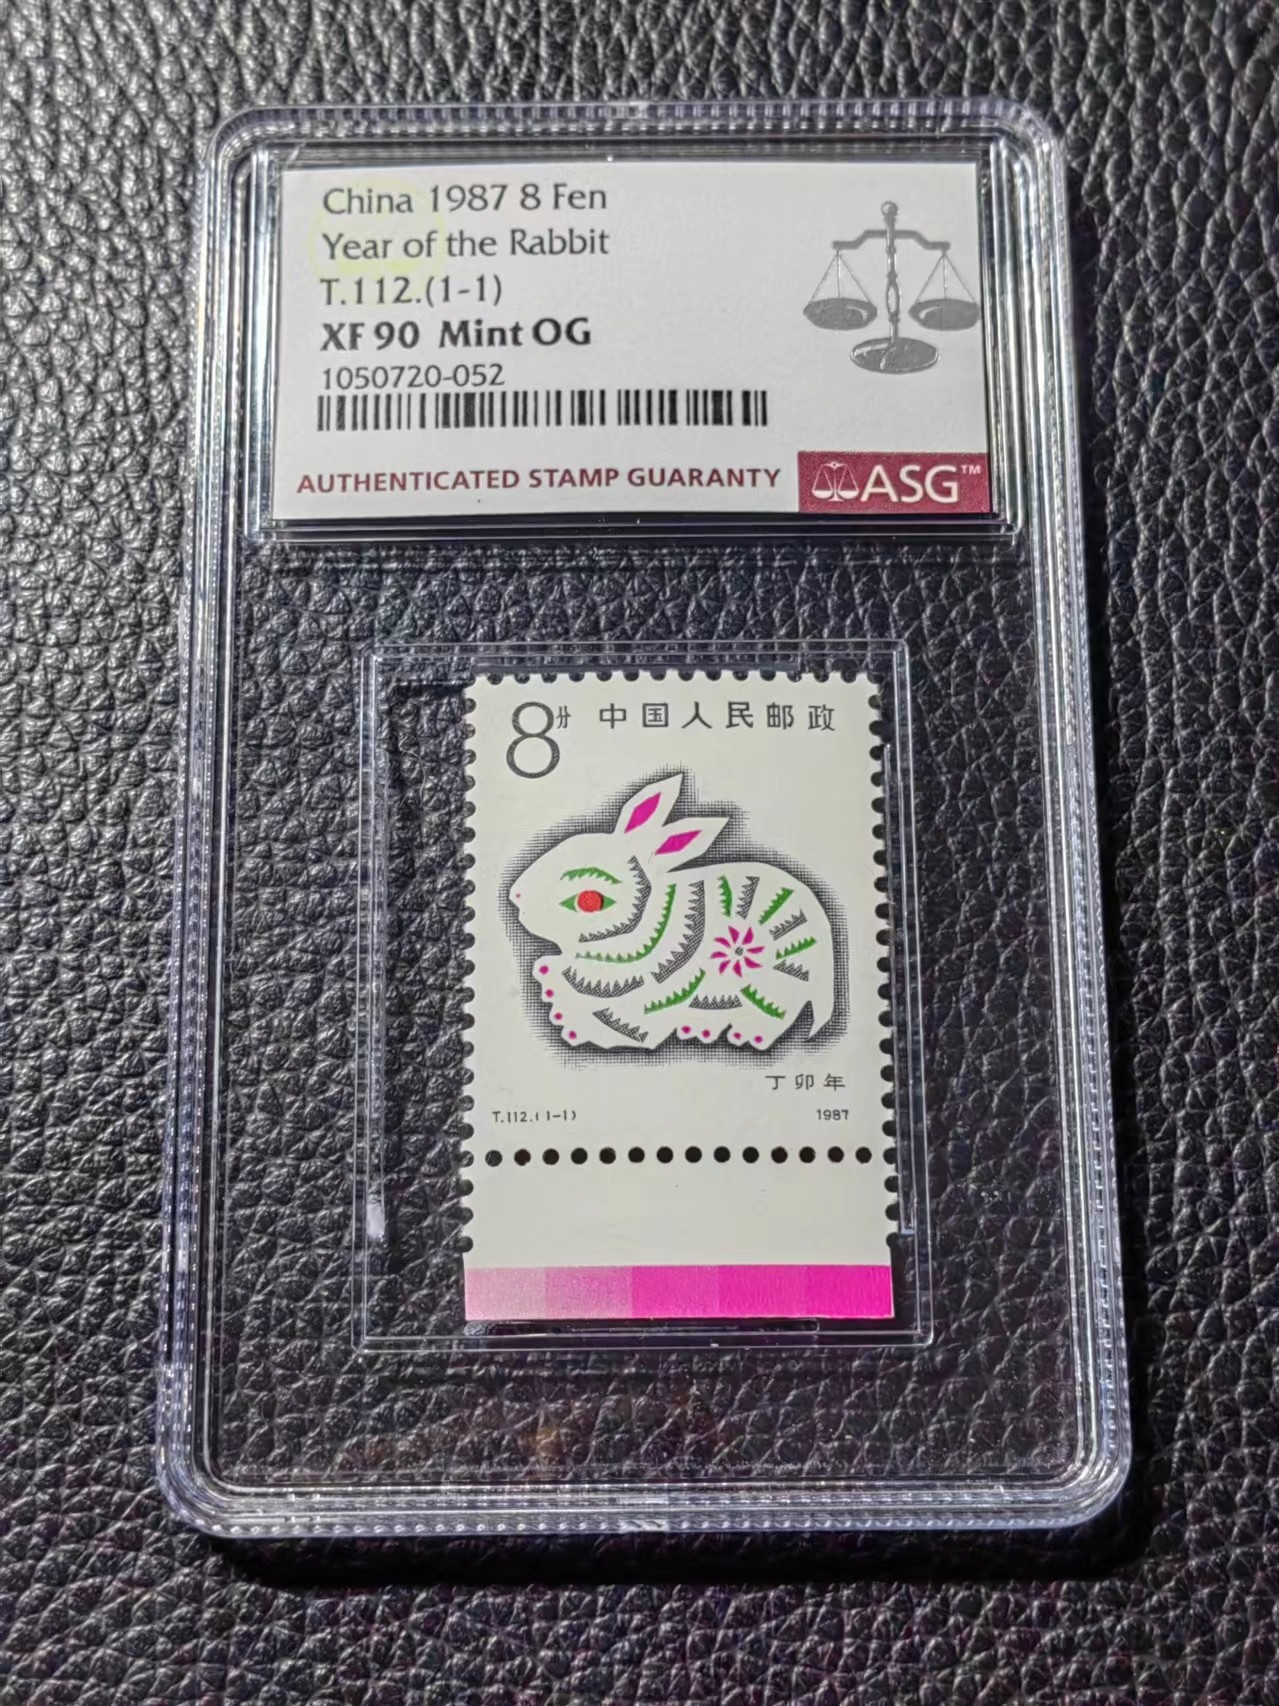 China 1987 8 Fen
Year of the Rabbit
T.112.(1-1)
XF 90 Mint OG
1050720-052
AUTHENTICATED STAMP GUARANTY
ASG™
8分 中国人民邮政
丁卯年
T.112.(1-1) 1987